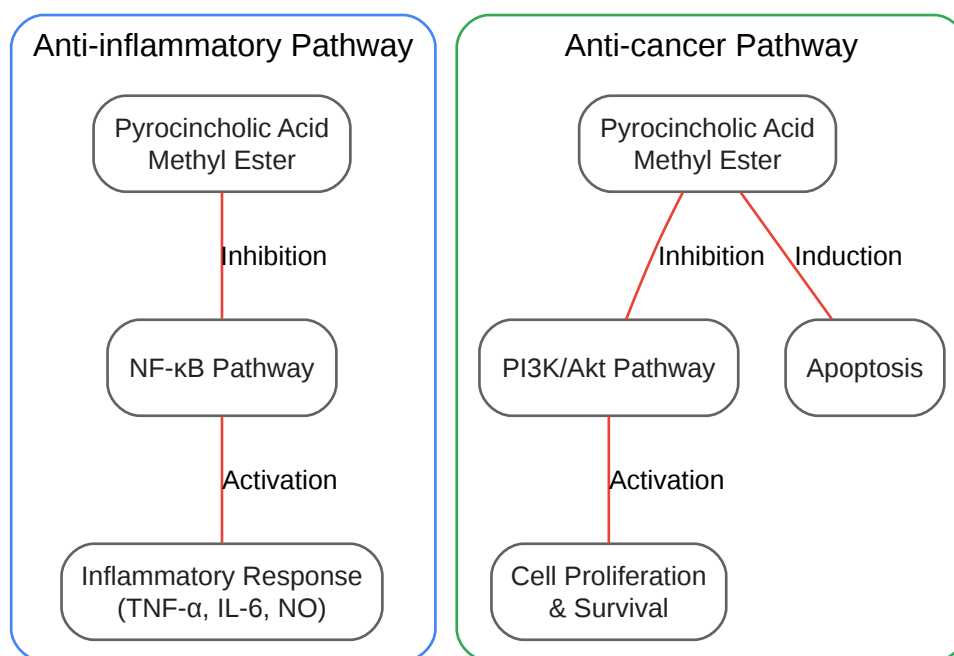 Anti-inflammatory Pathway
Pyrocincholic Acid
Methyl Ester
Inhibition
NF-κB Pathway
Activation
Inflammatory Response
(TNF-α, IL-6, NO)
Anti-cancer Pathway
Pyrocincholic Acid
Methyl Ester
Inhibition
Induction
PI3K/Akt Pathway
Apoptosis
Activation
Cell Proliferation
& Survival